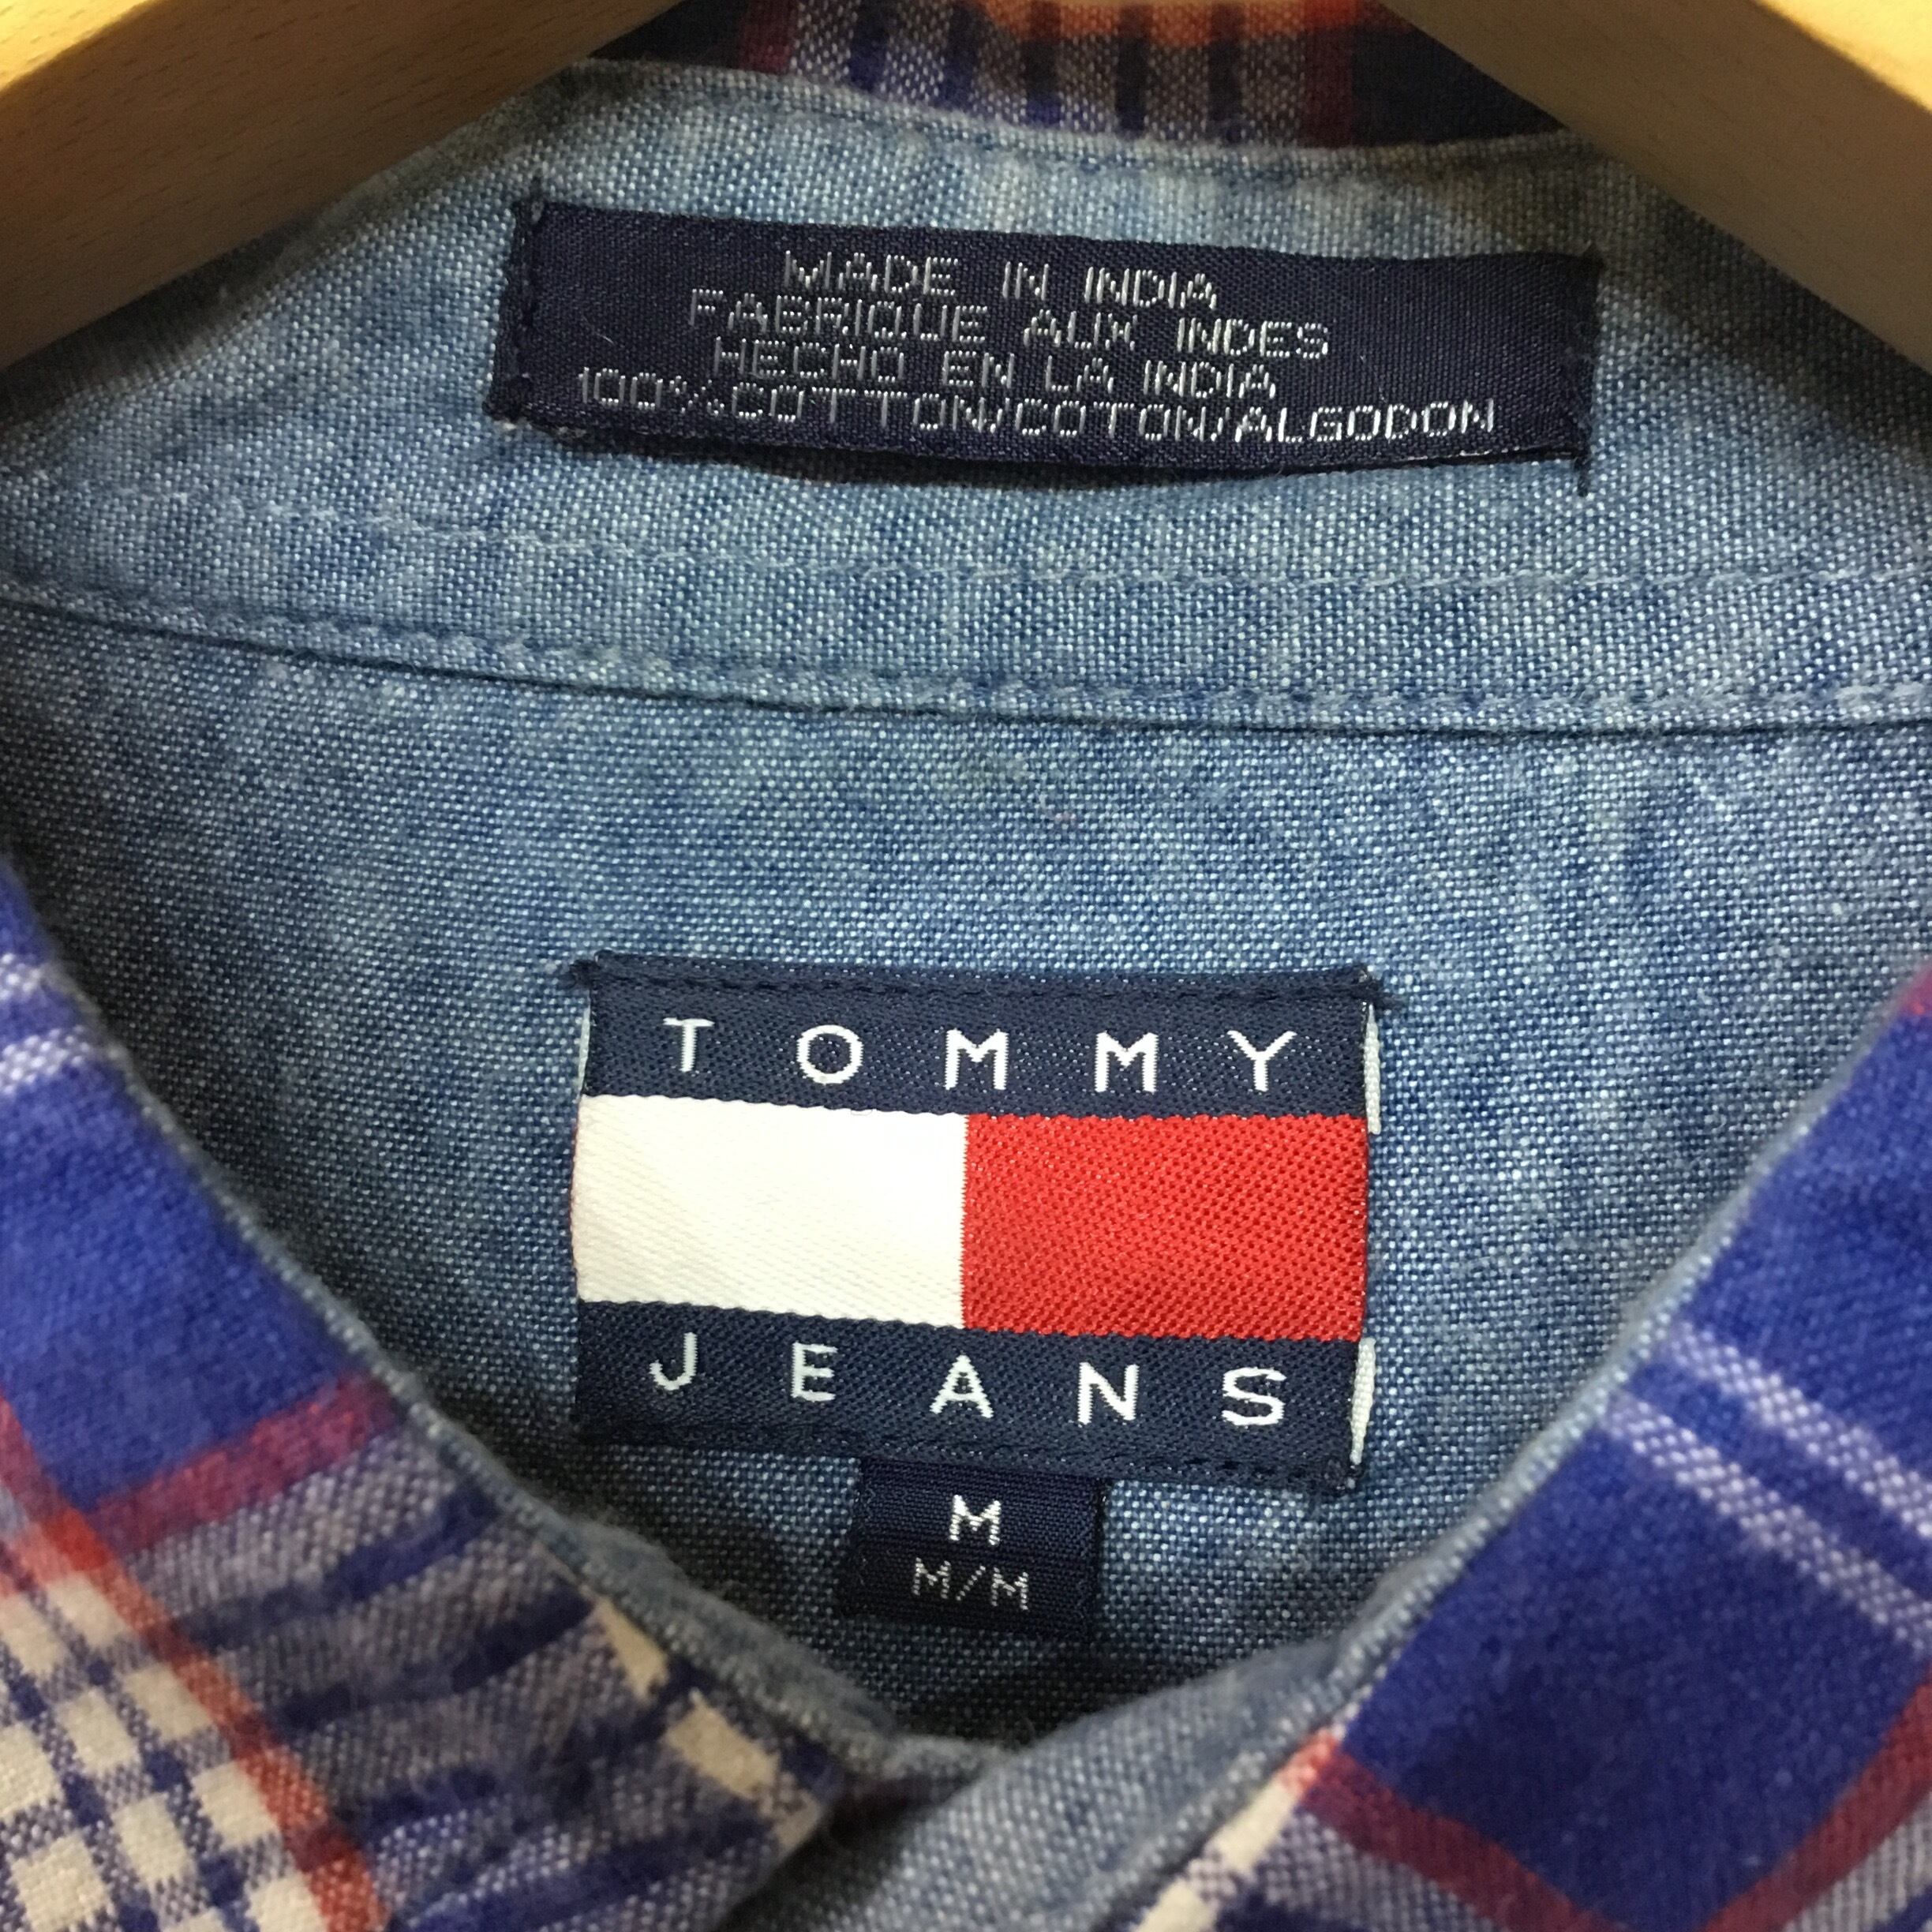 MADE IN INDIA
FABRIQUE AUX INDES
HECHO EN LA INDIA
100%COTTON/COTON/ALGODON
TOMMY
JEANS
M
M/M